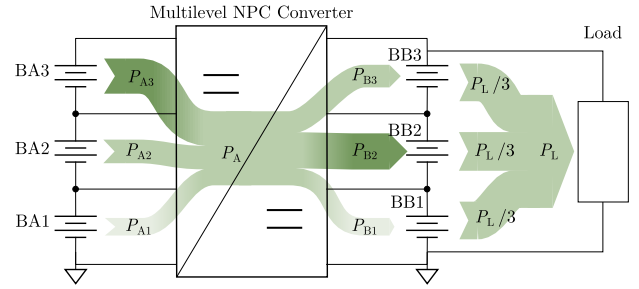 Multilevel NPC Converter
Load
BA3
P_A3
P_B3
BB3
P_L/3
BA2
P_A2
P_A
P_B2
BB2
P_L/3
P_L
BA1
P_A1
P_B1
BB1
P_L/3